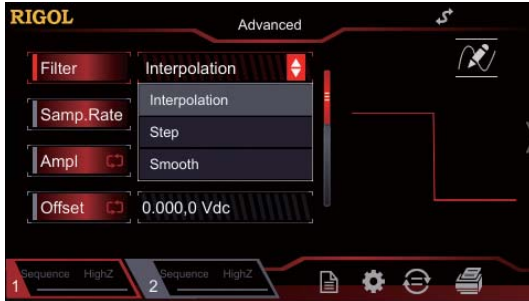 RIGOL
Advanced
Filter
Interpolation
Interpolation
Samp.Rate
Step
Ampl
Smooth
Offset
0.000,0 Vdc
1 Sequence HighZ
2 Sequence HighZ